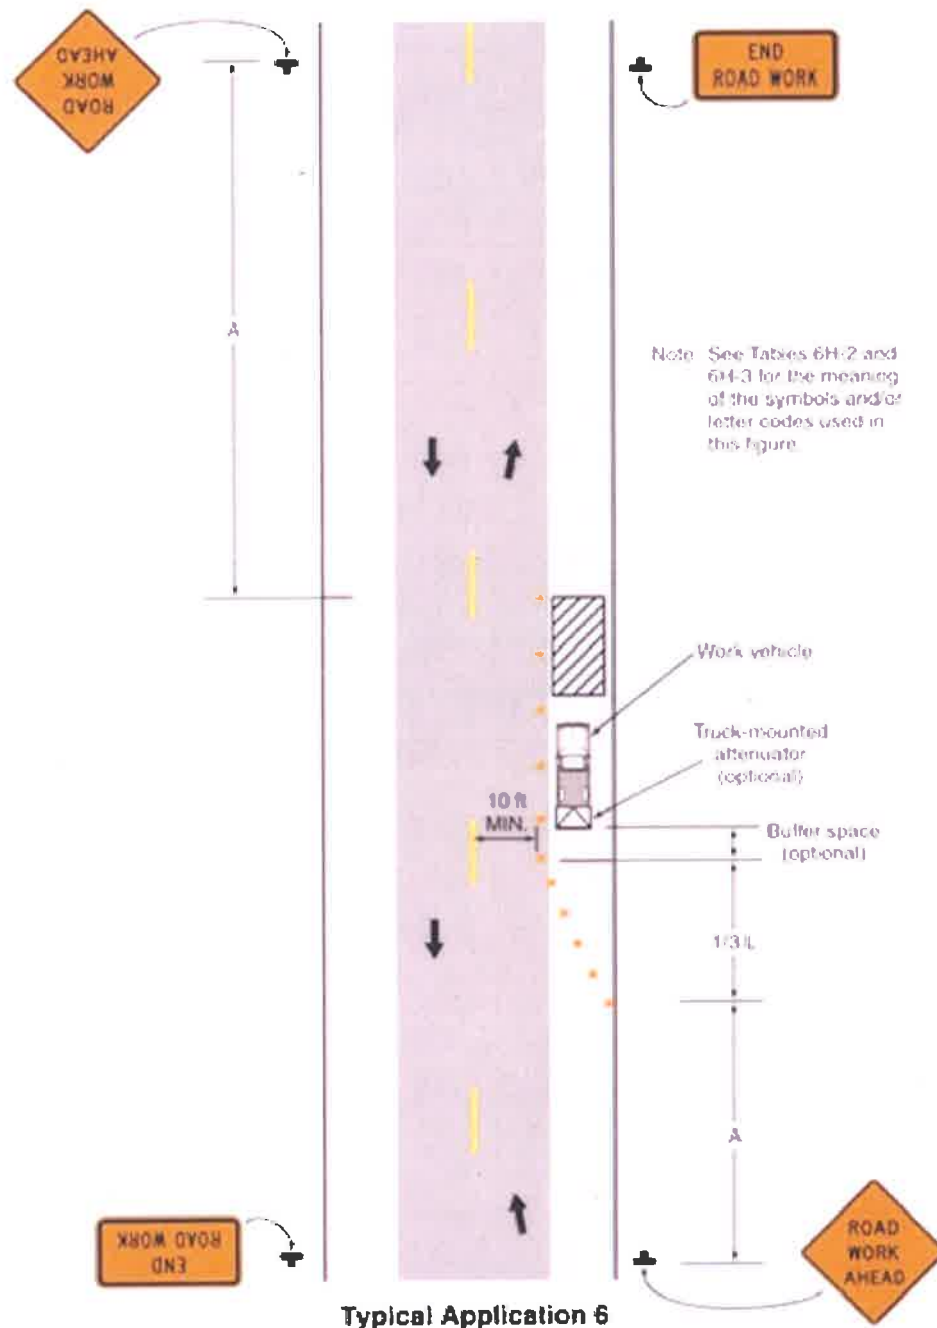 ROAD
WORK
AHEAD
END
ROAD WORK
A
Note: See Tables 6H-2 and
6H-3 for the meaning
of the symbols and/or
letter codes used in
this figure.
Work vehicle
Truck-mounted
attenuator
(optional)
10 ft
MIN.
Buffer space
(optional)
1/3 L
A
END
ROAD WORK
ROAD
WORK
AHEAD
Typical Application 6